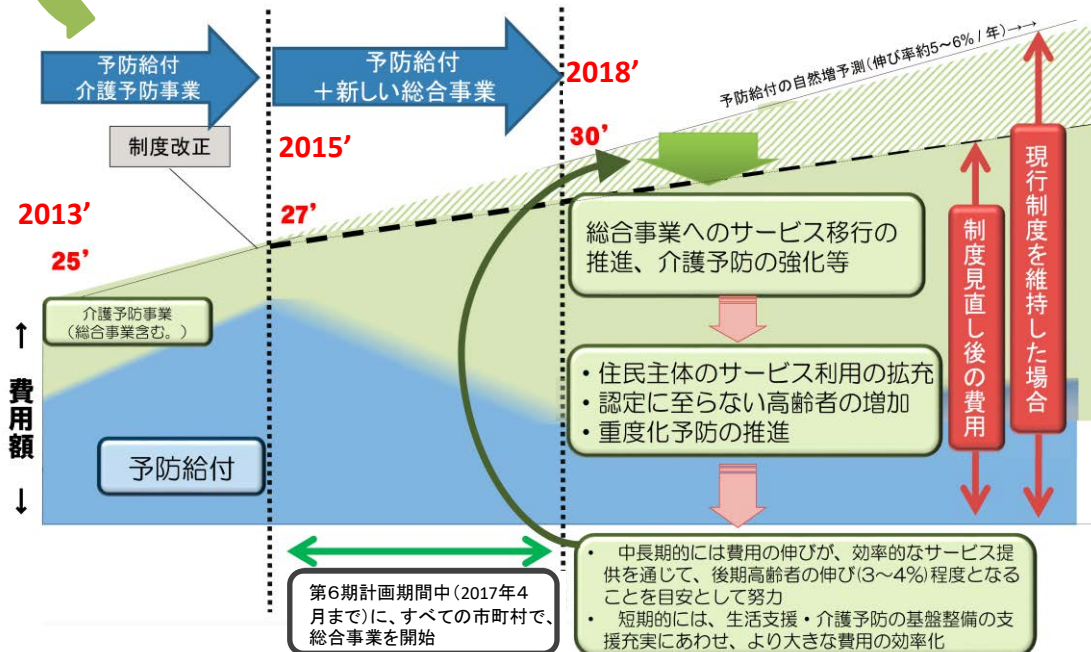 予防給付
介護予防事業
予防給付
＋新しい総合事業
2018’
予防給付の自然増予測(伸び率約5～6% / 年)→→
制度改正
2015’
30’
2013’
27’
25’
総合事業へのサービス移行の
推進、介護予防の強化等
現行制度を維持した場合
制度見直し後の費用
介護予防事業
（総合事業含む。）
↑
費用額
↓
・住民主体のサービス利用の拡充
・認定に至らない高齢者の増加
・重度化予防の推進
予防給付
第６期計画期間中（2017年４
月まで）に、すべての市町村で、
総合事業を開始
・ 中長期的には費用の伸びが、効率的なサービス提
供を通じて、後期高齢者の伸び(3～4%)程度となる
ことを目安として努力
・ 短期的には、生活支援・介護予防の基盤整備の支
援充実にあわせ、より大きな費用の効率化